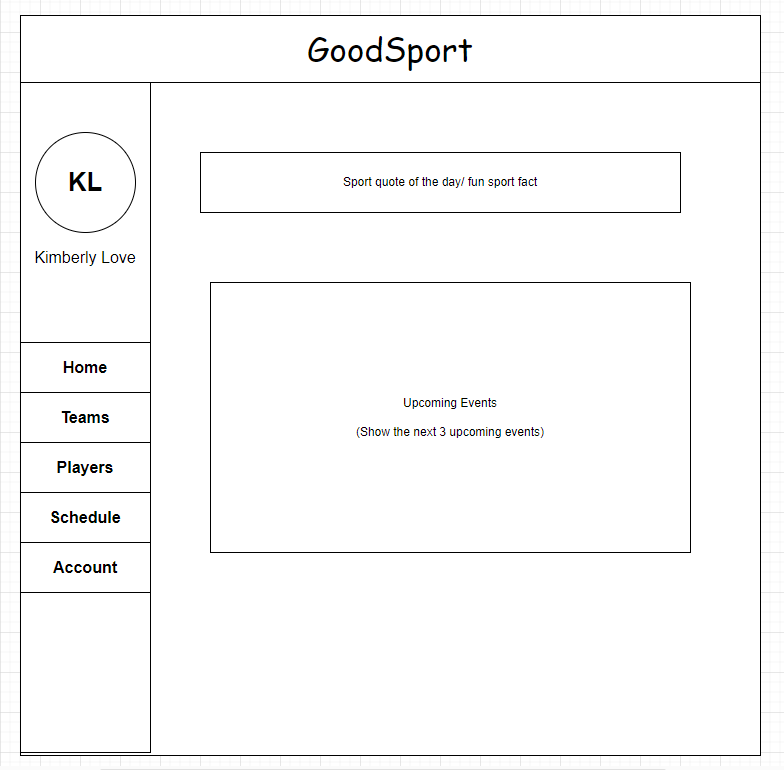 GoodSport
KL
Kimberly Love
Home
Teams
Players
Schedule
Account
Sport quote of the day/ fun sport fact
Upcoming Events
(Show the next 3 upcoming events)